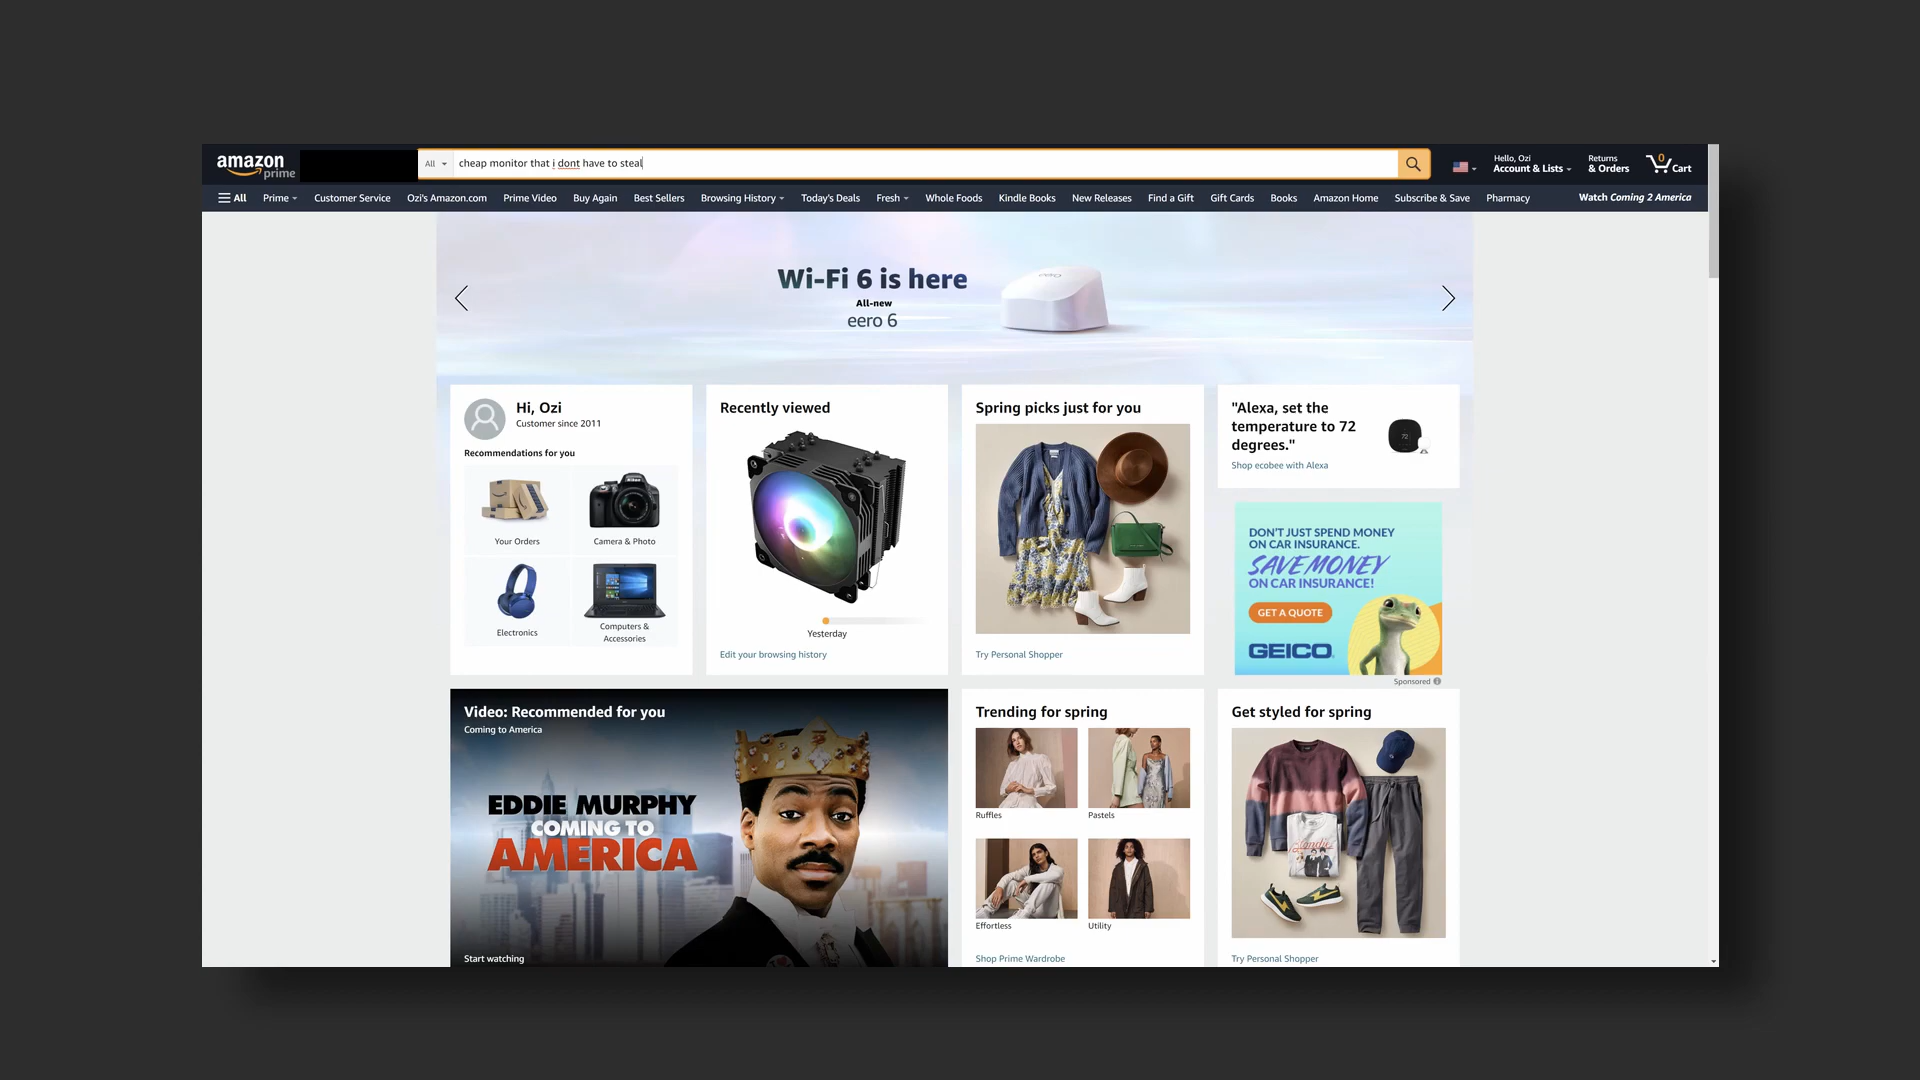 amazon
prime
All
cheap monitor that i dont have to steal
Hello, Ozi
Account & Lists
Returns
& Orders
0
Cart
All
Prime
Customer Service
Ozi's Amazon.com
Prime Video
Buy Again
Best Sellers
Browsing History
Today's Deals
Fresh
Whole Foods
Kindle Books
New Releases
Find a Gift
Gift Cards
Books
Amazon Home
Subscribe & Save
Pharmacy
Watch Coming 2 America
Wi-Fi 6 is here
All-new
eero 6
eero
Hi, Ozi
Customer since 2011
Recommendations for you
Your Orders
Camera & Photo
Electronics
Computers &
Accessories
Recently viewed
Yesterday
Edit your browsing history
Spring picks just for you
Try Personal Shopper
"Alexa, set the
temperature to 72
degrees."
72
Shop ecobee with Alexa
DON'T JUST SPEND MONEY
ON CAR INSURANCE.
SAVE MONEY
ON CAR INSURANCE!
GET A QUOTE
GEICO
Sponsored
Video: Recommended for you
Coming to America
EDDIE MURPHY
COMING TO
AMERICA
Start watching
Trending for spring
Ruffles
Pastels
Effortless
Utility
Shop Prime Wardrobe
Get styled for spring
Try Personal Shopper